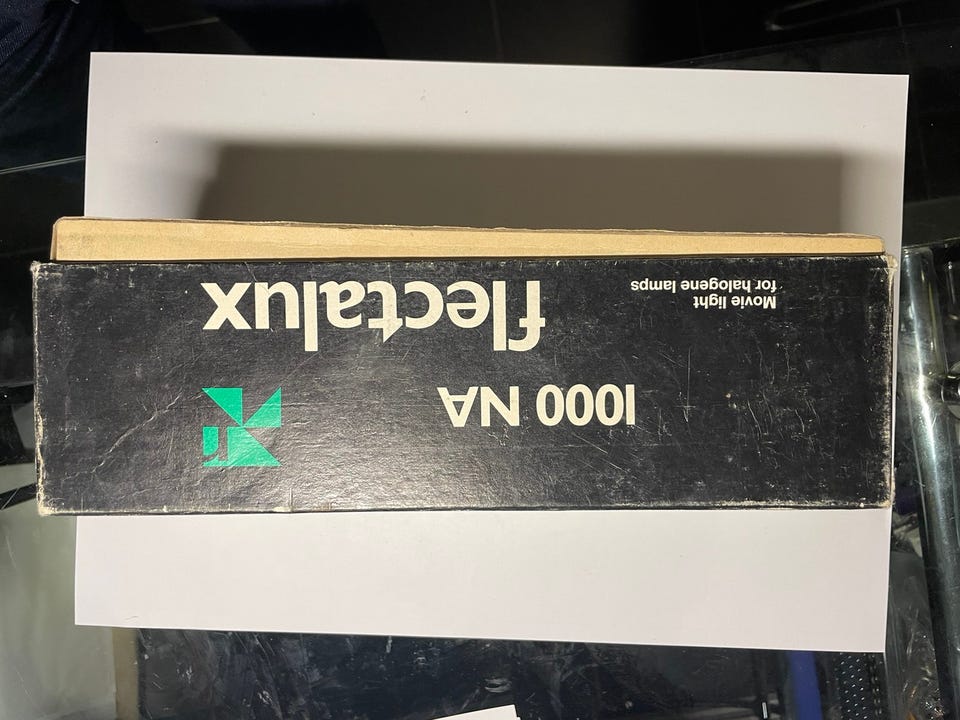 Movie light
for halogene lamps
flectalux
1000 NA